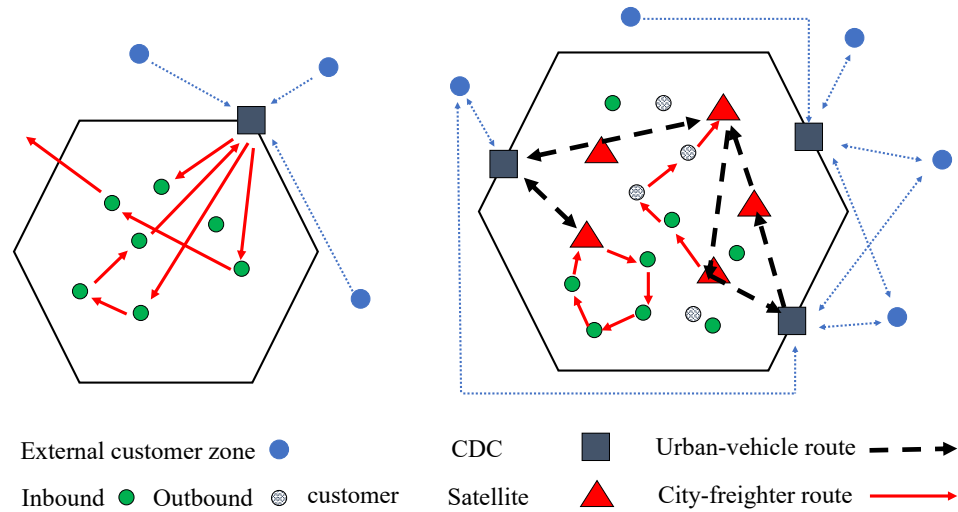 External customer zone
CDC
Urban-vehicle route
Inbound
Outbound
customer
Satellite
City-freighter route